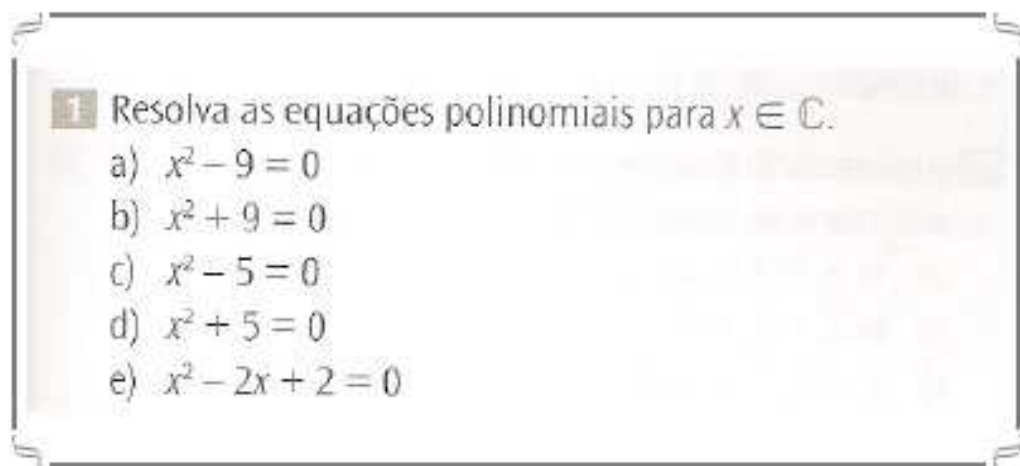 1 Resolva as equações polinomiais para x ∈ ℂ.
a) x² – 9 = 0
b) x² + 9 = 0
c) x² – 5 = 0
d) x² + 5 = 0
e) x² – 2x + 2 = 0